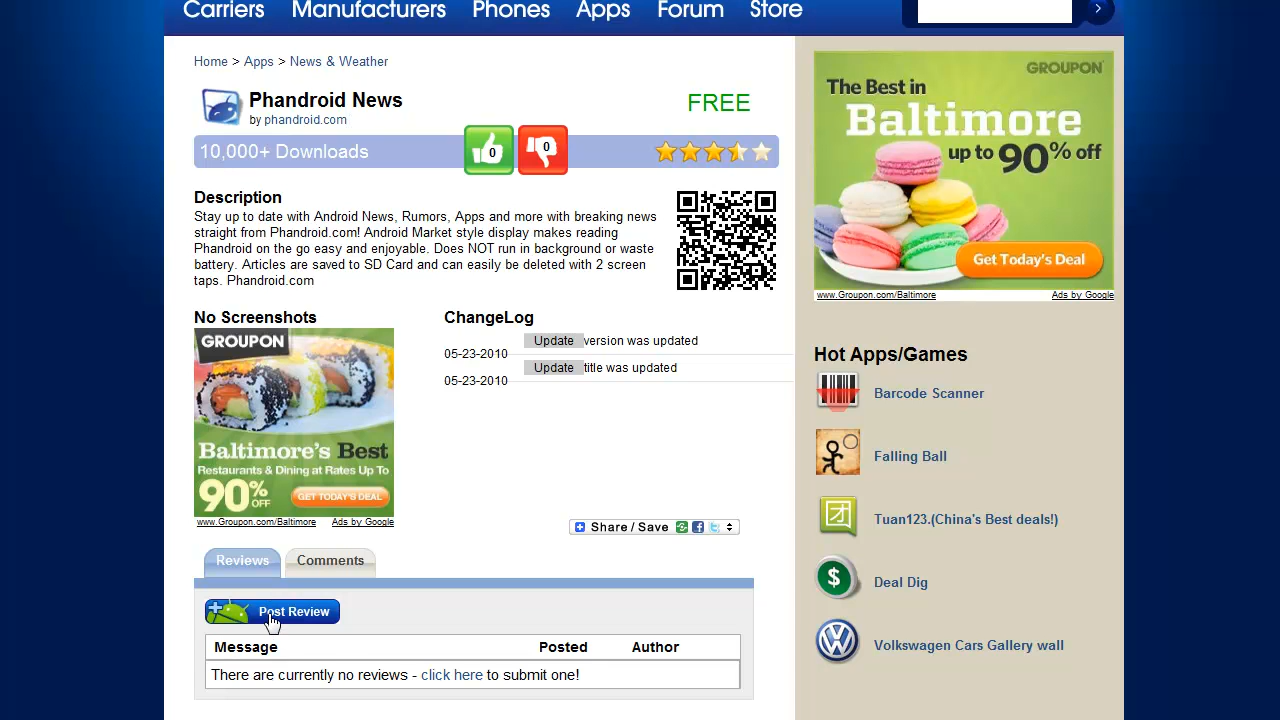 Carriers Manufacturers Phones Apps Forum Store
Home > Apps > News & Weather
Phandroid News
FREE
by phandroid.com
10,000+ Downloads
0
0
Description
Stay up to date with Android News, Rumors, Apps and more with breaking news
straight from Phandroid.com! Android Market style display makes reading
Phandroid on the go easy and enjoyable. Does NOT run in background or waste
battery. Articles are saved to SD Card and can easily be deleted with 2 screen
taps. Phandroid.com
No Screenshots
GROUPON
Baltimore's Best
Restaurants & Dining at Rates Up To
90% OFF
GET TODAY'S DEAL
www.Groupon.com/Baltimore Ads by Google
ChangeLog
Update version was updated
05-23-2010
Update title was updated
05-23-2010
Share / Save
Reviews Comments
Post Review
Message Posted Author
There are currently no reviews - click here to submit one!
GROUPON
The Best in
Baltimore
up to 90% off
Get Today's Deal
www.Groupon.com/Baltimore Ads by Google
Hot Apps/Games
Barcode Scanner
Falling Ball
团
Tuan123.(China's Best deals!)
$
Deal Dig
Volkswagen Cars Gallery wall